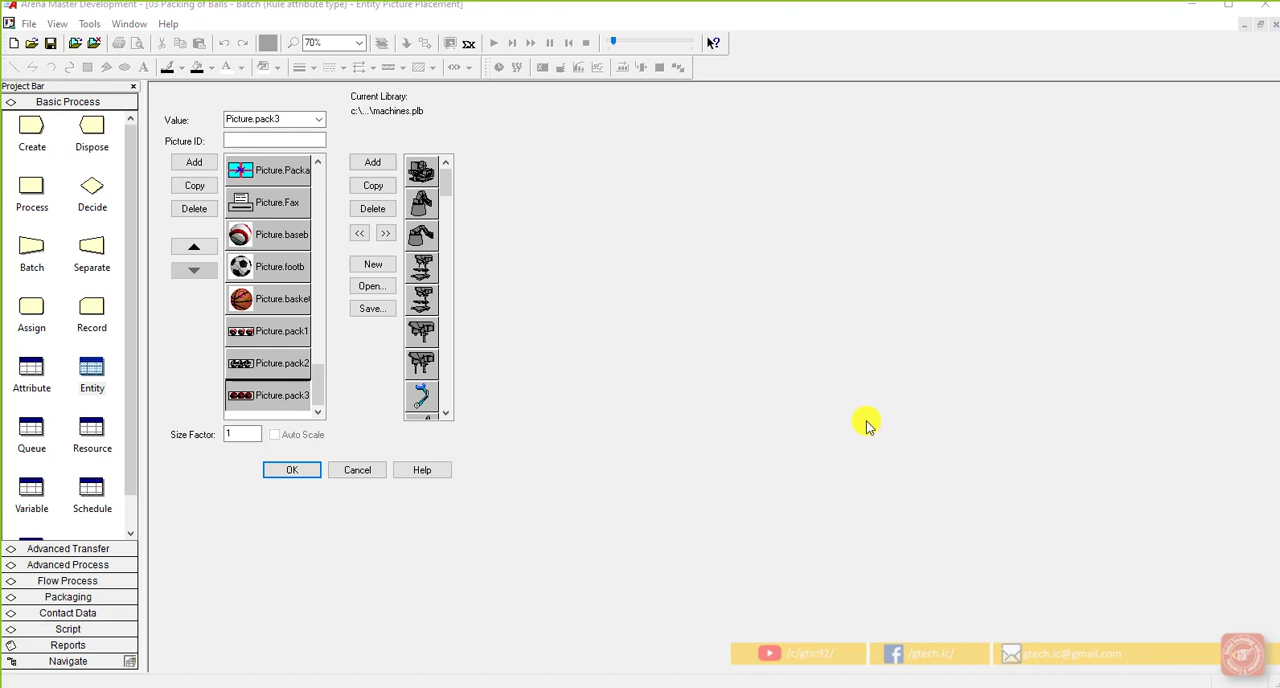 Arena Master Development - [03 Packing of Balls - Batch (Rule attribute type) - Entity Picture Placement]
File View Tools Window Help
70%
Project Bar
Basic Process
Create Dispose
Process Decide
Batch Separate
Assign Record
Attribute Entity
Queue Resource
Variable Schedule
Advanced Transfer
Advanced Process
Flow Process
Packaging
Contact Data
Script
Reports
Navigate
Current Library:
c:\...\machines.plb
Value: Picture.pack3
Picture ID:
Add
Copy
Delete
Picture.Packa
Picture.Fax
Picture.baseb
Picture.footb
Picture.basket
Picture.pack1
Picture.pack2
Picture.pack3
Add
Copy
Delete
<< >>
New
Open...
Save...
Size Factor: 1 Auto Scale
OK Cancel Help
/c/gtic92/ /gtech.ic/ gtech.ic@gmail.com